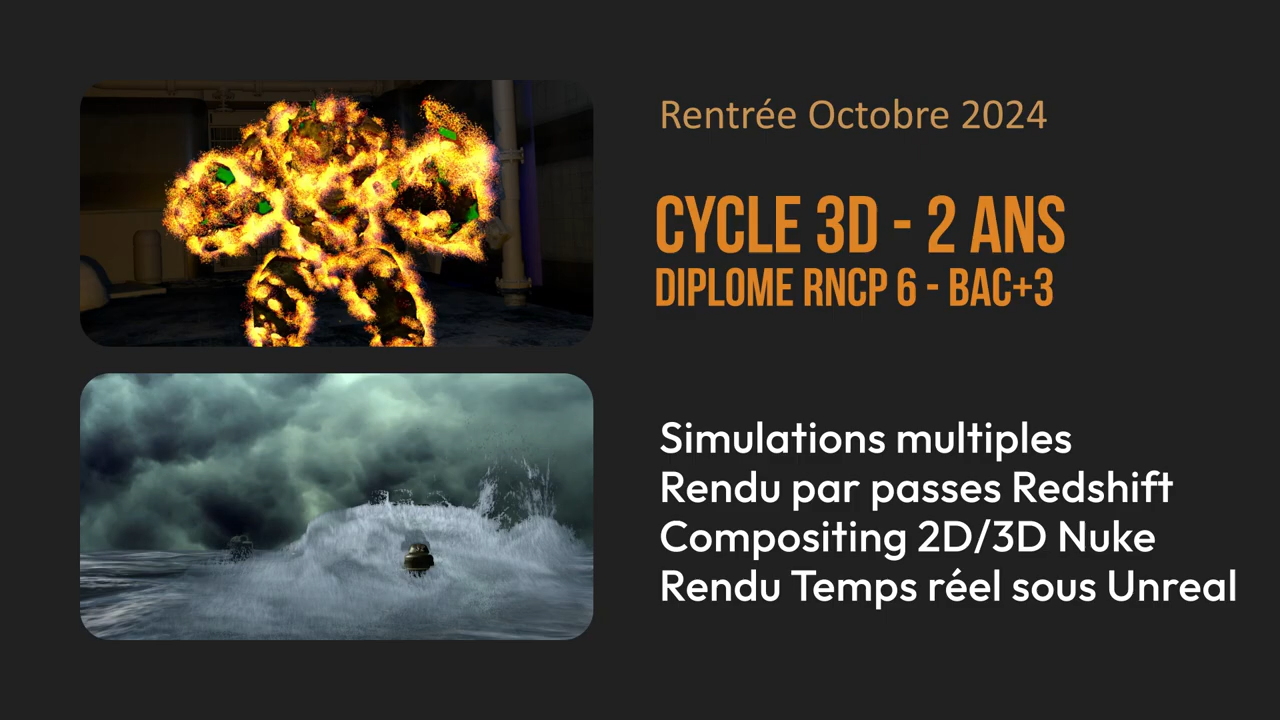 Rentrée Octobre 2024
CYCLE 3D - 2 ANS
DIPLOME RNCP 6 - BAC+3
Simulations multiples
Rendu par passes Redshift
Compositing 2D/3D Nuke
Rendu Temps réel sous Unreal